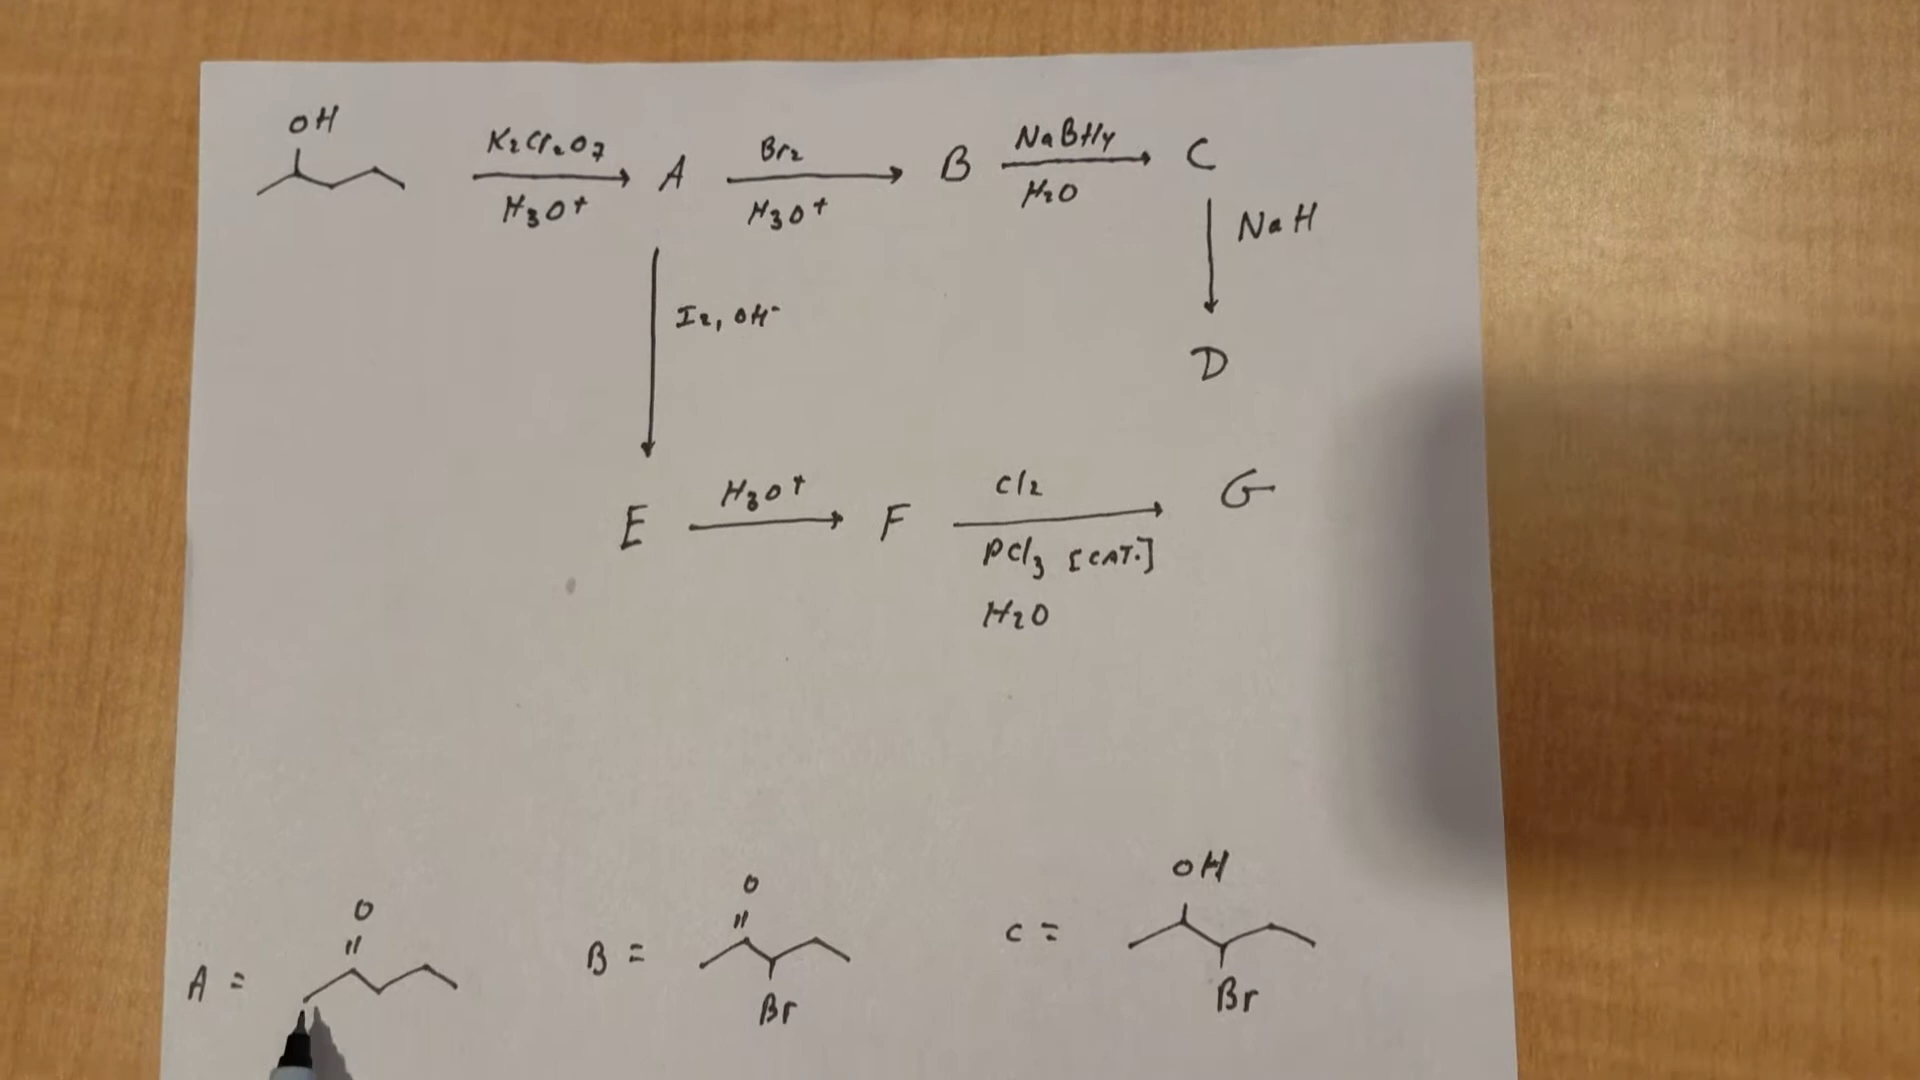 OH
K2Cr2O7 A Br2 B NaBH4 C
H3O+ H3O+ H2O
NaH
I2, OH-
D
E H3O+ F Cl2 G
PCl3 [CAT.]
H2O
A = O
B = O Br
C = OH Br